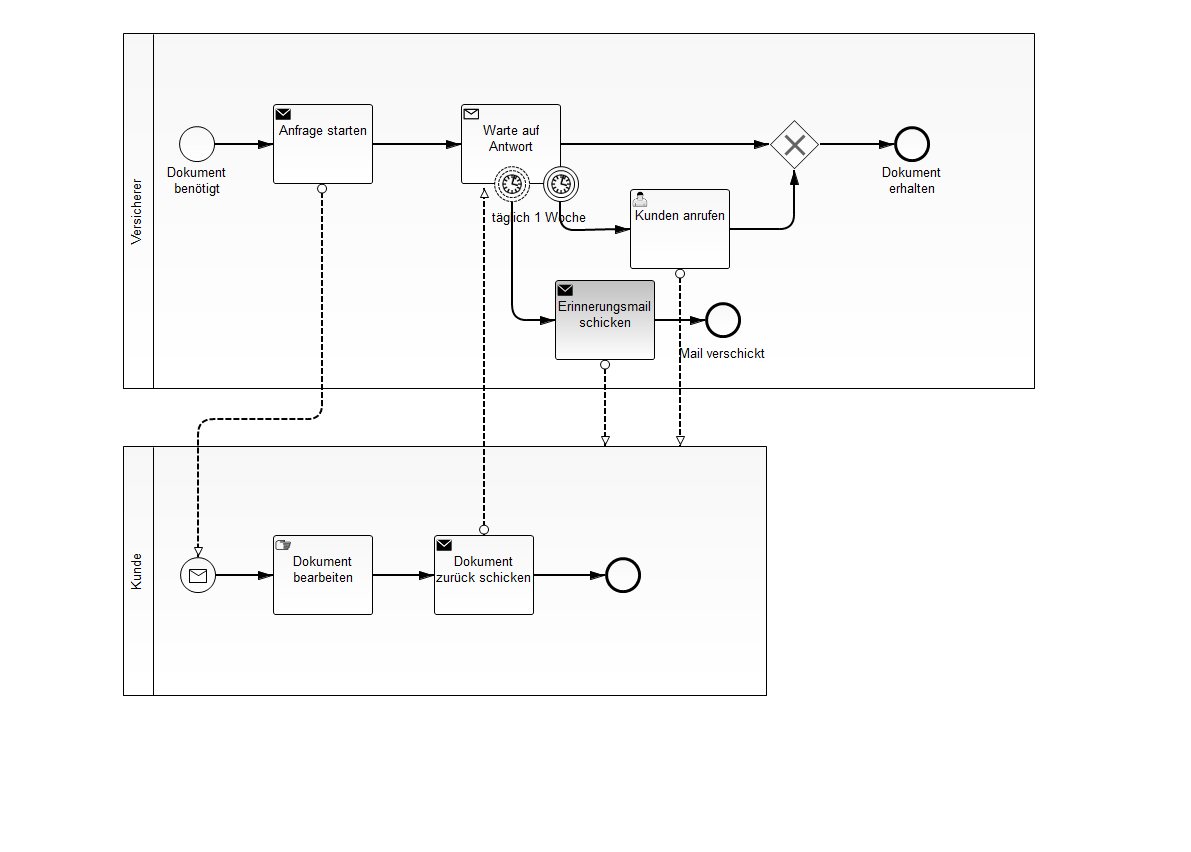 Versicherer
Dokument
benötigt
Anfrage starten
Warte auf
Antwort
täglich
1 Woche
Kunden anrufen
Erinnerungsmail
schicken
Mail verschickt
Dokument
erhalten
Kunde
Dokument
bearbeiten
Dokument
zurück schicken